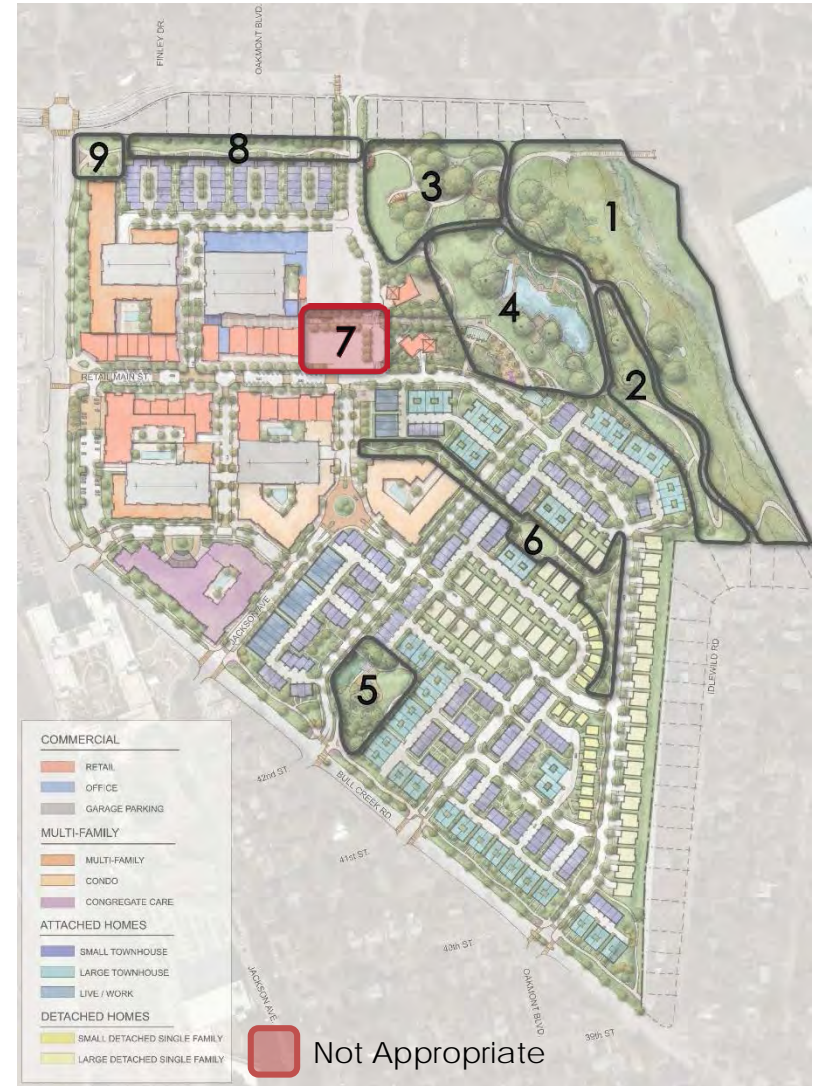 FINLEY DR.
OAKMONT BLVD.
9
8
3
1
4
7
2
RETAIL MAIN ST.
6
JACKSON AVE
5
IDLEWILD RD
42nd ST.
BULL CREEK RD
41st ST.
40th ST
OAKMONT BLVD
39th ST
JACKSON AVE
COMMERCIAL
RETAIL
OFFICE
GARAGE PARKING
MULTI-FAMILY
MULTI-FAMILY
CONDO
CONGREGATE CARE
ATTACHED HOMES
SMALL TOWNHOUSE
LARGE TOWNHOUSE
LIVE / WORK
DETACHED HOMES
SMALL DETACHED SINGLE FAMILY
LARGE DETACHED SINGLE FAMILY
Not Appropriate